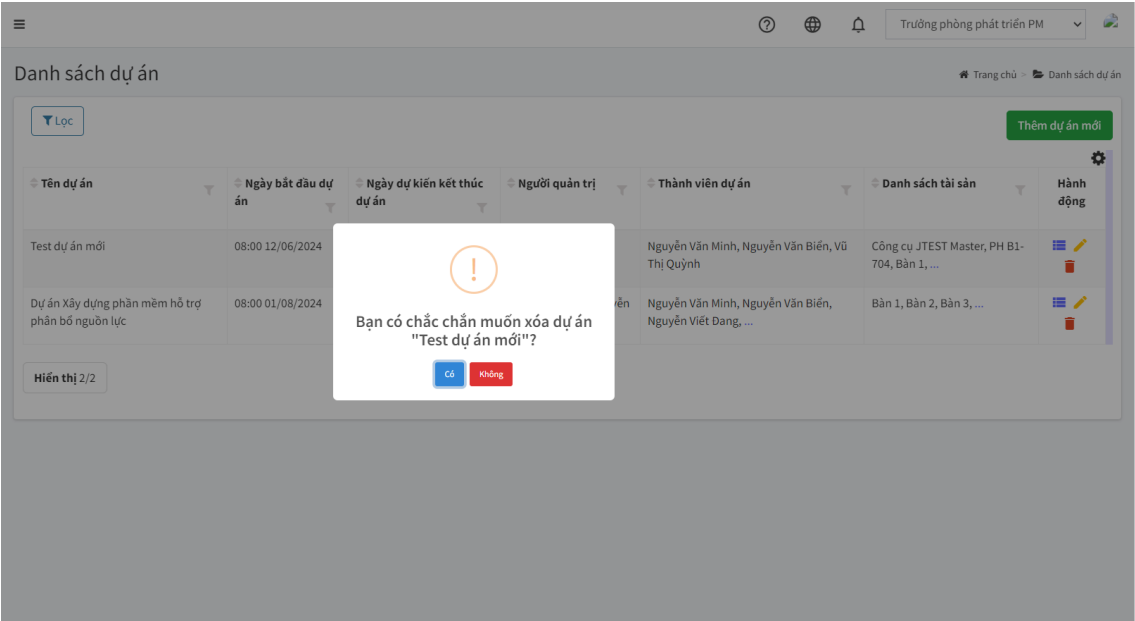 Trưởng phòng phát triển PM
Danh sách dự án
Trang chủ > Danh sách dự án
Lọc
Thêm dự án mới
Tên dự án
Ngày bắt đầu dự
án
Ngày dự kiến kết thúc
dự án
Người quản trị
Thành viên dự án
Danh sách tài sản
Hành
động
Test dự án mới
08:00 12/06/2024
Nguyễn Văn Minh, Nguyễn Văn Biển, Vũ
Thị Quỳnh
Công cụ JTEST Master, PH B1-
704, Bàn 1, ...
Dự án Xây dựng phần mềm hỗ trợ
phân bổ nguồn lực
08:00 01/08/2024
Nguyễn Văn Minh, Nguyễn Văn Biển,
Nguyễn Viết Đang, ...
Bàn 1, Bàn 2, Bàn 3, ...
Bạn có chắc chắn muốn xóa dự án
"Test dự án mới"?
Có
Không
Hiển thị 2/2